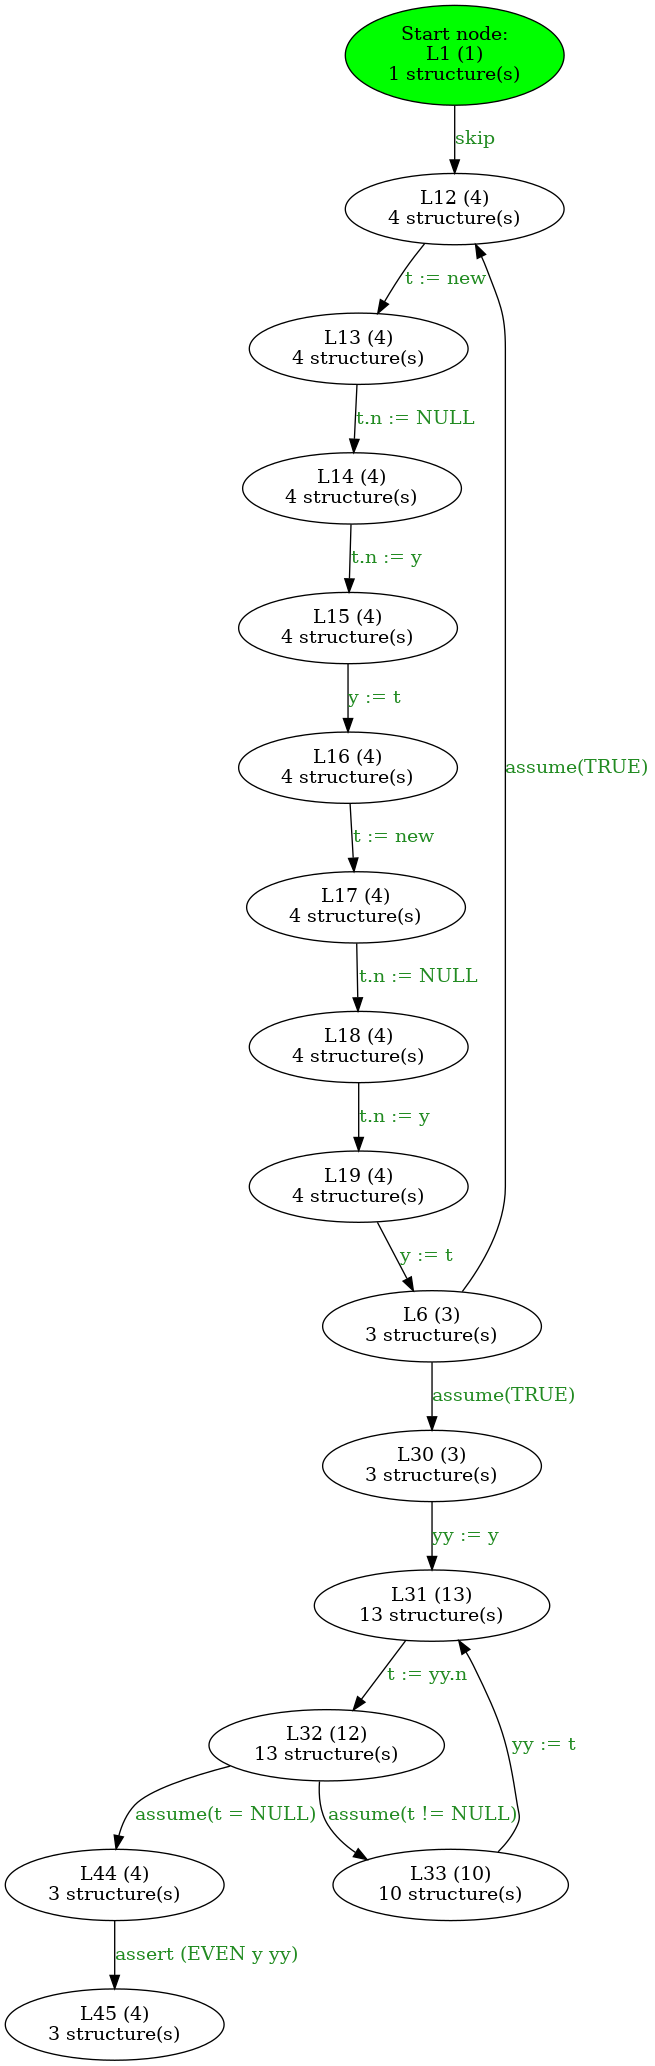 Start node:
L1 (1)
1 structure(s)
skip
L12 (4)
4 structure(s)
t := new
L13 (4)
4 structure(s)
t.n := NULL
L14 (4)
4 structure(s)
t.n := y
L15 (4)
4 structure(s)
y := t
L16 (4)
4 structure(s)
assume(TRUE)
t := new
L17 (4)
4 structure(s)
t.n := NULL
L18 (4)
4 structure(s)
t.n := y
L19 (4)
4 structure(s)
y := t
L6 (3)
3 structure(s)
assume(TRUE)
L30 (3)
3 structure(s)
yy := y
L31 (13)
13 structure(s)
t := yy.n
L32 (12)
13 structure(s)
yy := t
assume(t = NULL)
assume(t != NULL)
L44 (4)
3 structure(s)
L33 (10)
10 structure(s)
assert (EVEN y yy)
L45 (4)
3 structure(s)